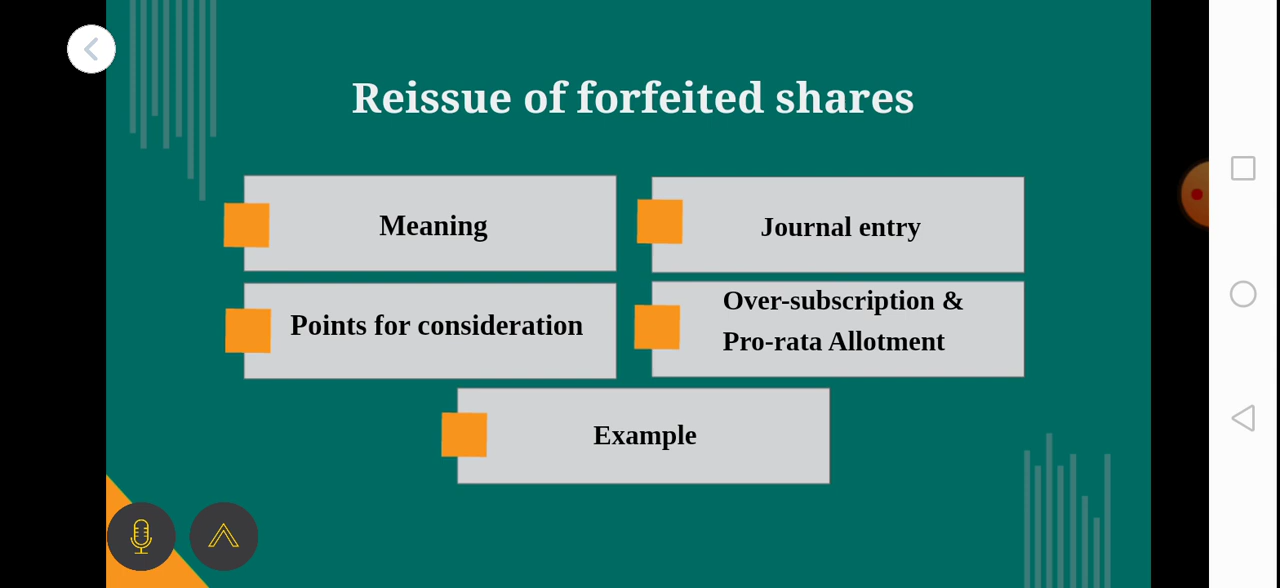 Reissue of forfeited shares
Meaning
Journal entry
Points for consideration
Over-subscription &
Pro-rata Allotment
Example